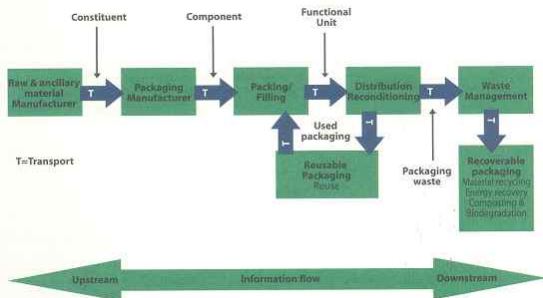 Constituent
Component
Functional
Unit
Raw & ancillary
material
Manufacturer
T
Packaging
Manufacturer
T
Packing/
Filling
T
Distribution
Reconditioning
T
Waste
Management
T
Used
packaging
T
T
T=Transport
Reusable
Packaging
Reuse
Packaging
waste
Recoverable
packaging
Material recycling
Energy recovery
Composting &
Biodegradation
Upstream
Information flow
Downstream